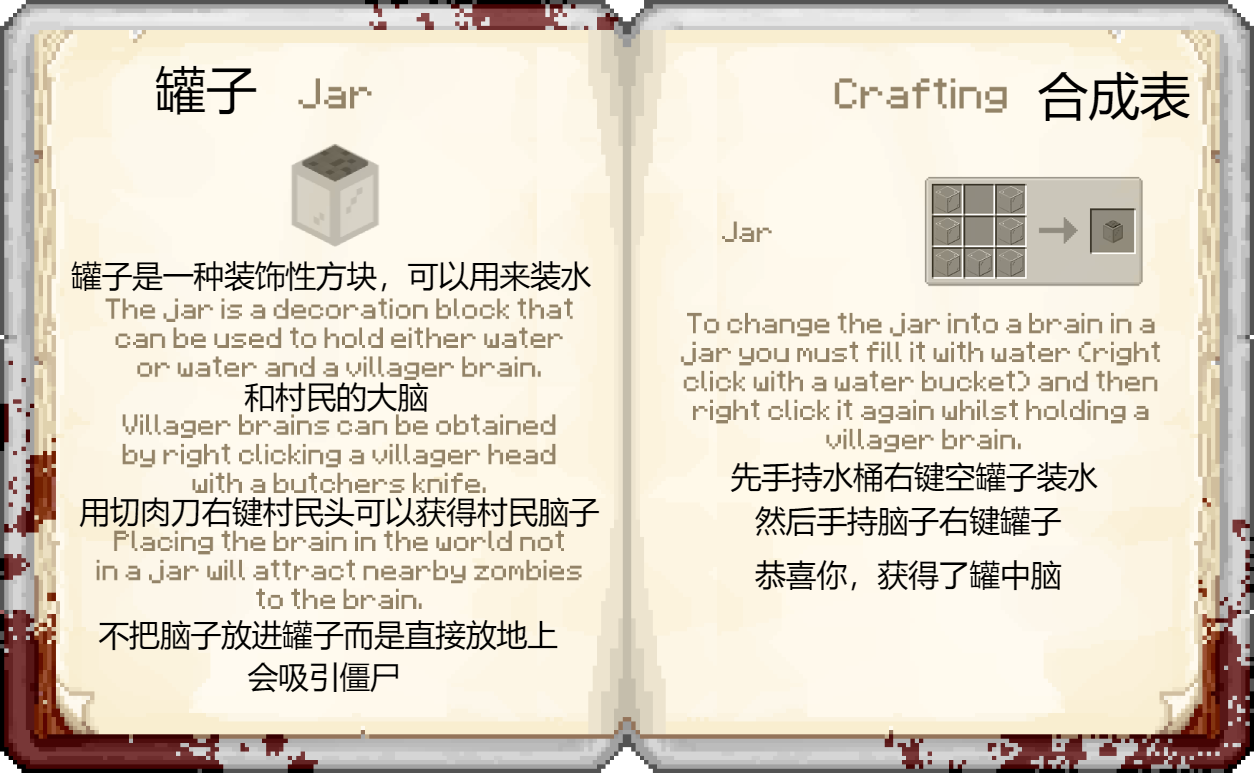 罐子 Jar
罐子是一种装饰性方块，可以用来装水
The jar is a decoration block that
can be used to hold either water
or water and a villager brain.
和村民的大脑
Villager brains can be obtained
by right clicking a villager head
with a butchers knife.
用切肉刀右键村民头可以获得村民脑子
Placing the brain in the world not
in a jar will attract nearby zombies
to the brain.
不把脑子放进罐子而是直接放地上
会吸引僵尸
Crafting 合成表
Jar
To change the jar into a brain in a
jar you must fill it with water (right
click with a water bucket) and then
right click it again whilst holding a
villager brain.
先手持水桶右键空罐子装水
然后手持脑子右键罐子
恭喜你，获得了罐中脑